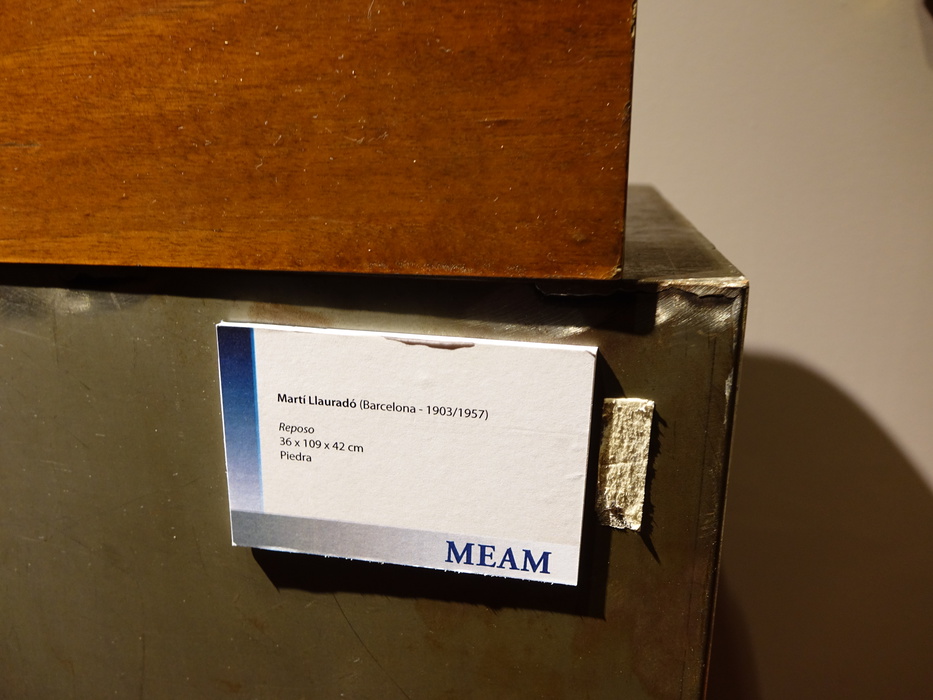 Martí Llauradó (Barcelona - 1903/1957)
Reposo
36 x 109 x 42 cm
Piedra
MEAM